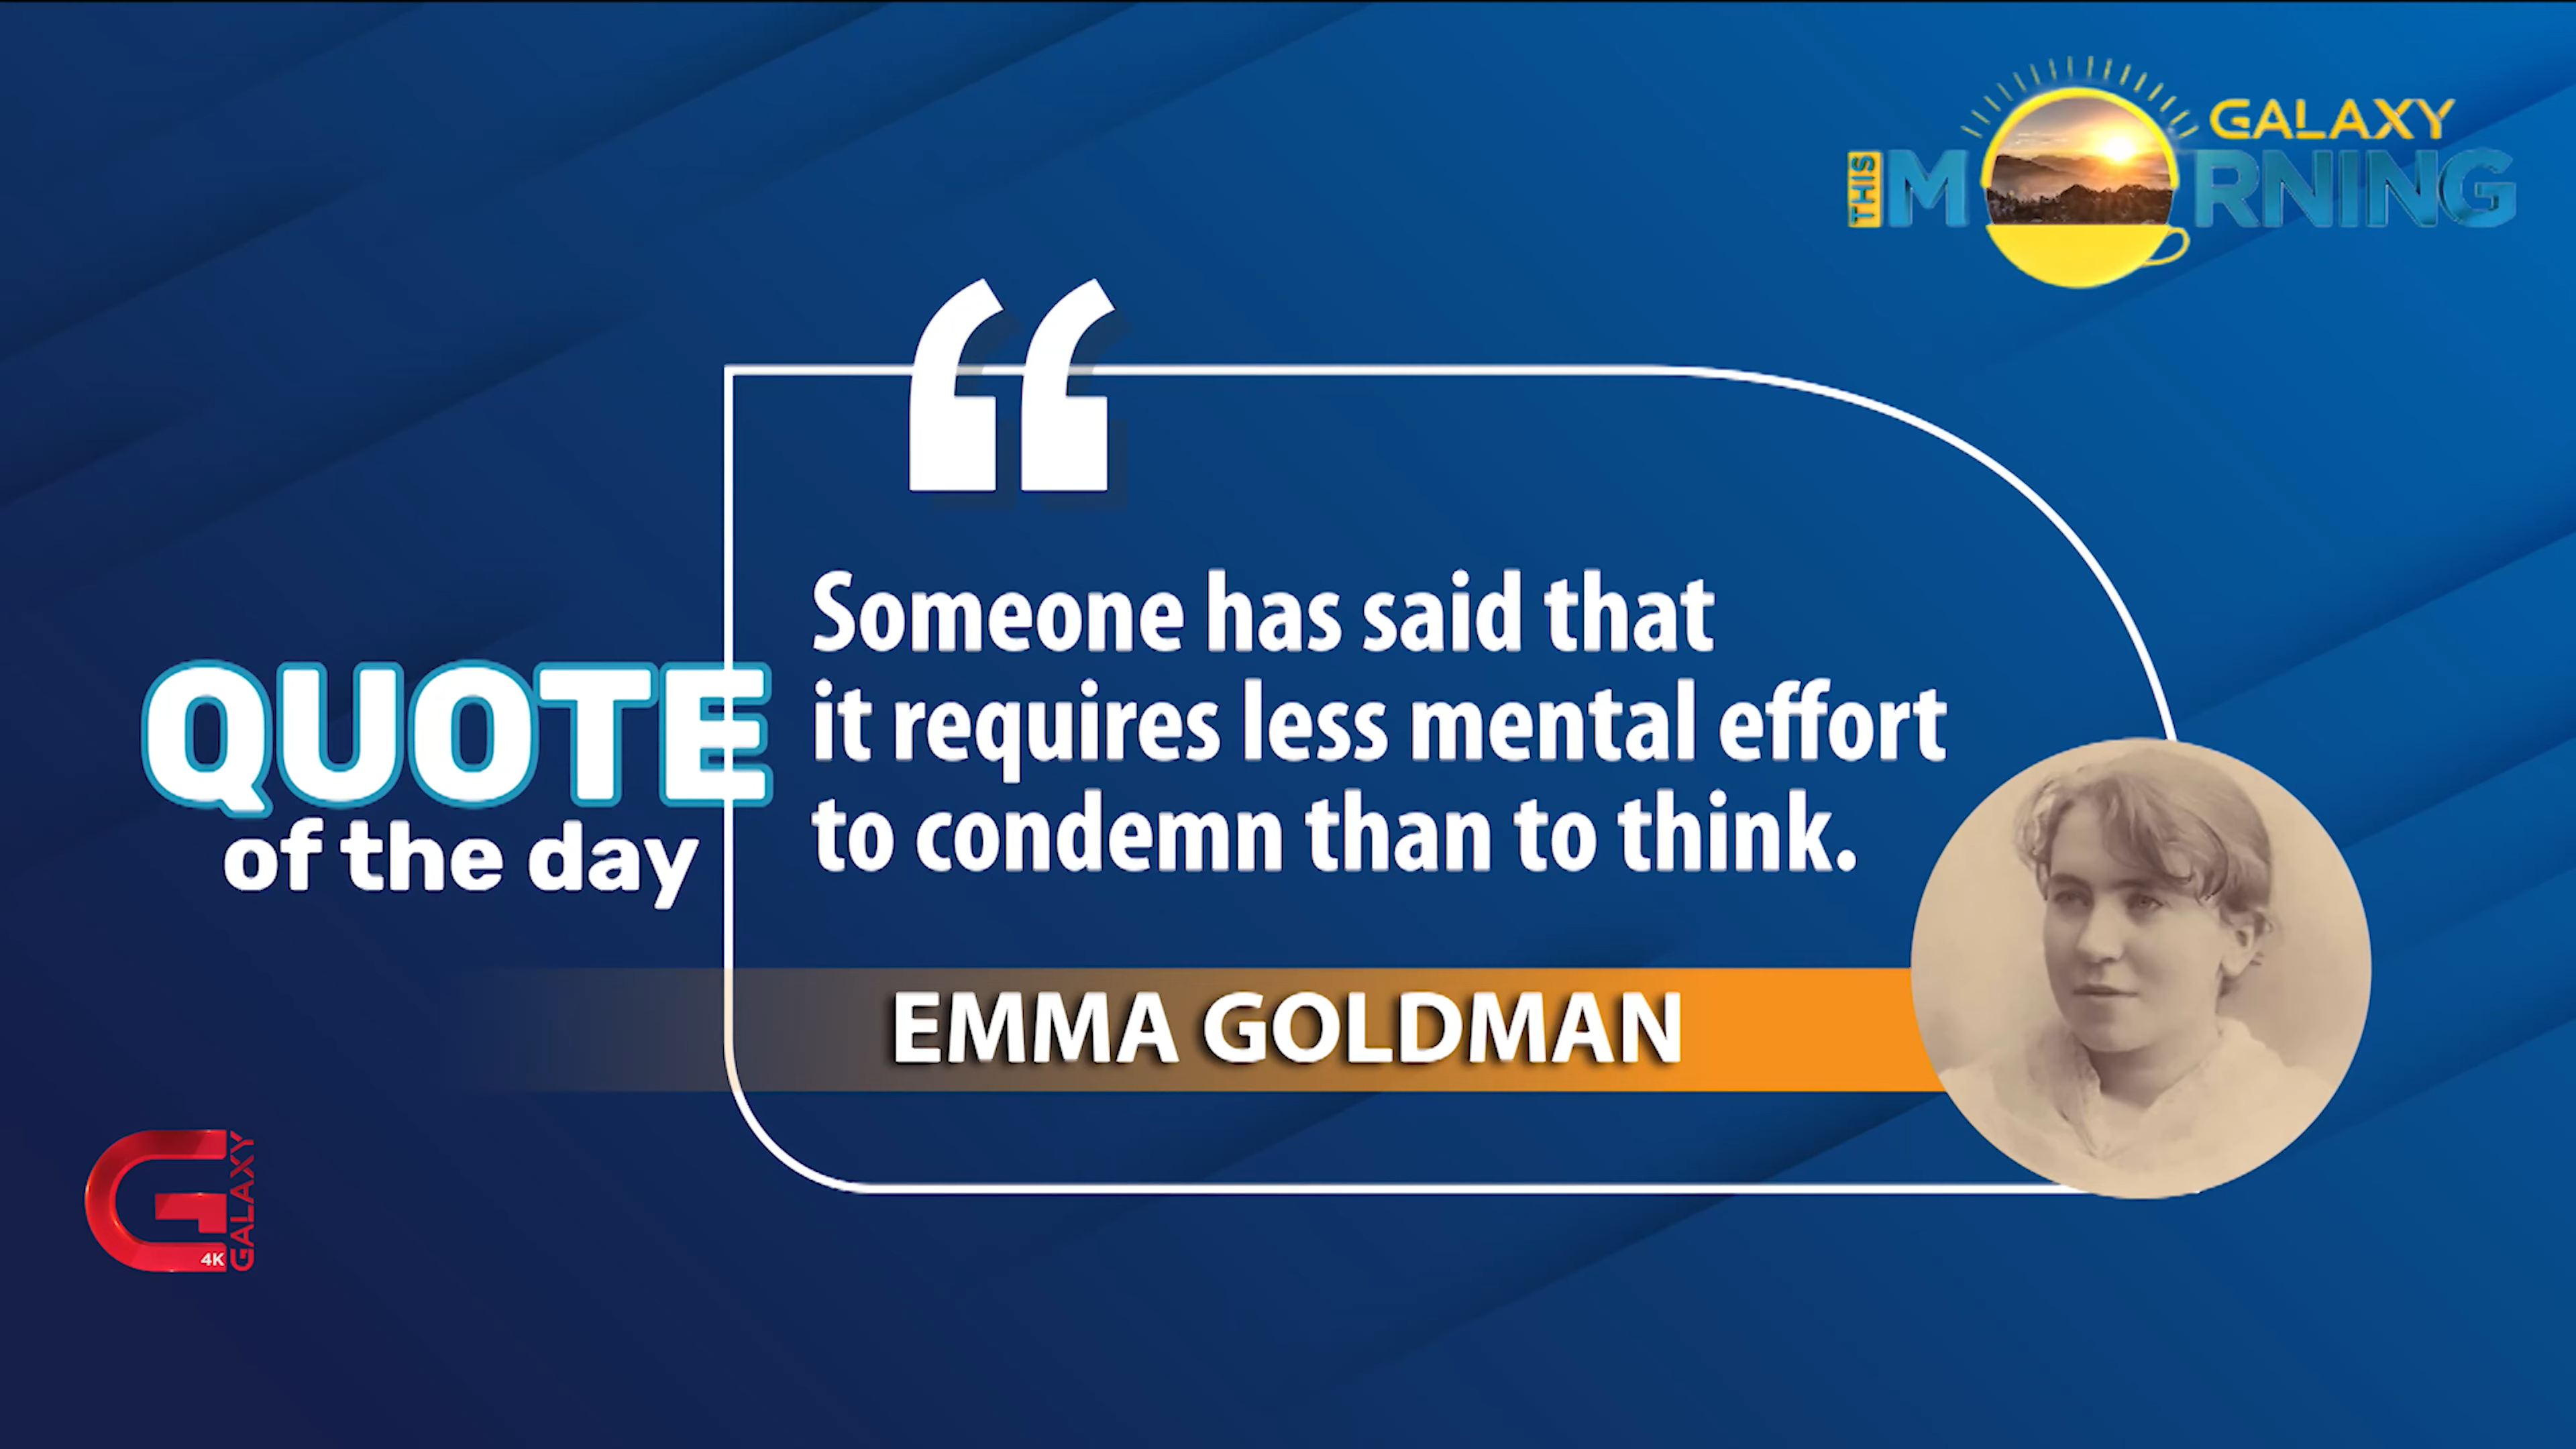 GALAXY
THIS MORNING
“
Someone has said that
it requires less mental effort
to condemn than to think.
QUOTE
of the day
EMMA GOLDMAN
GALAXY
4K